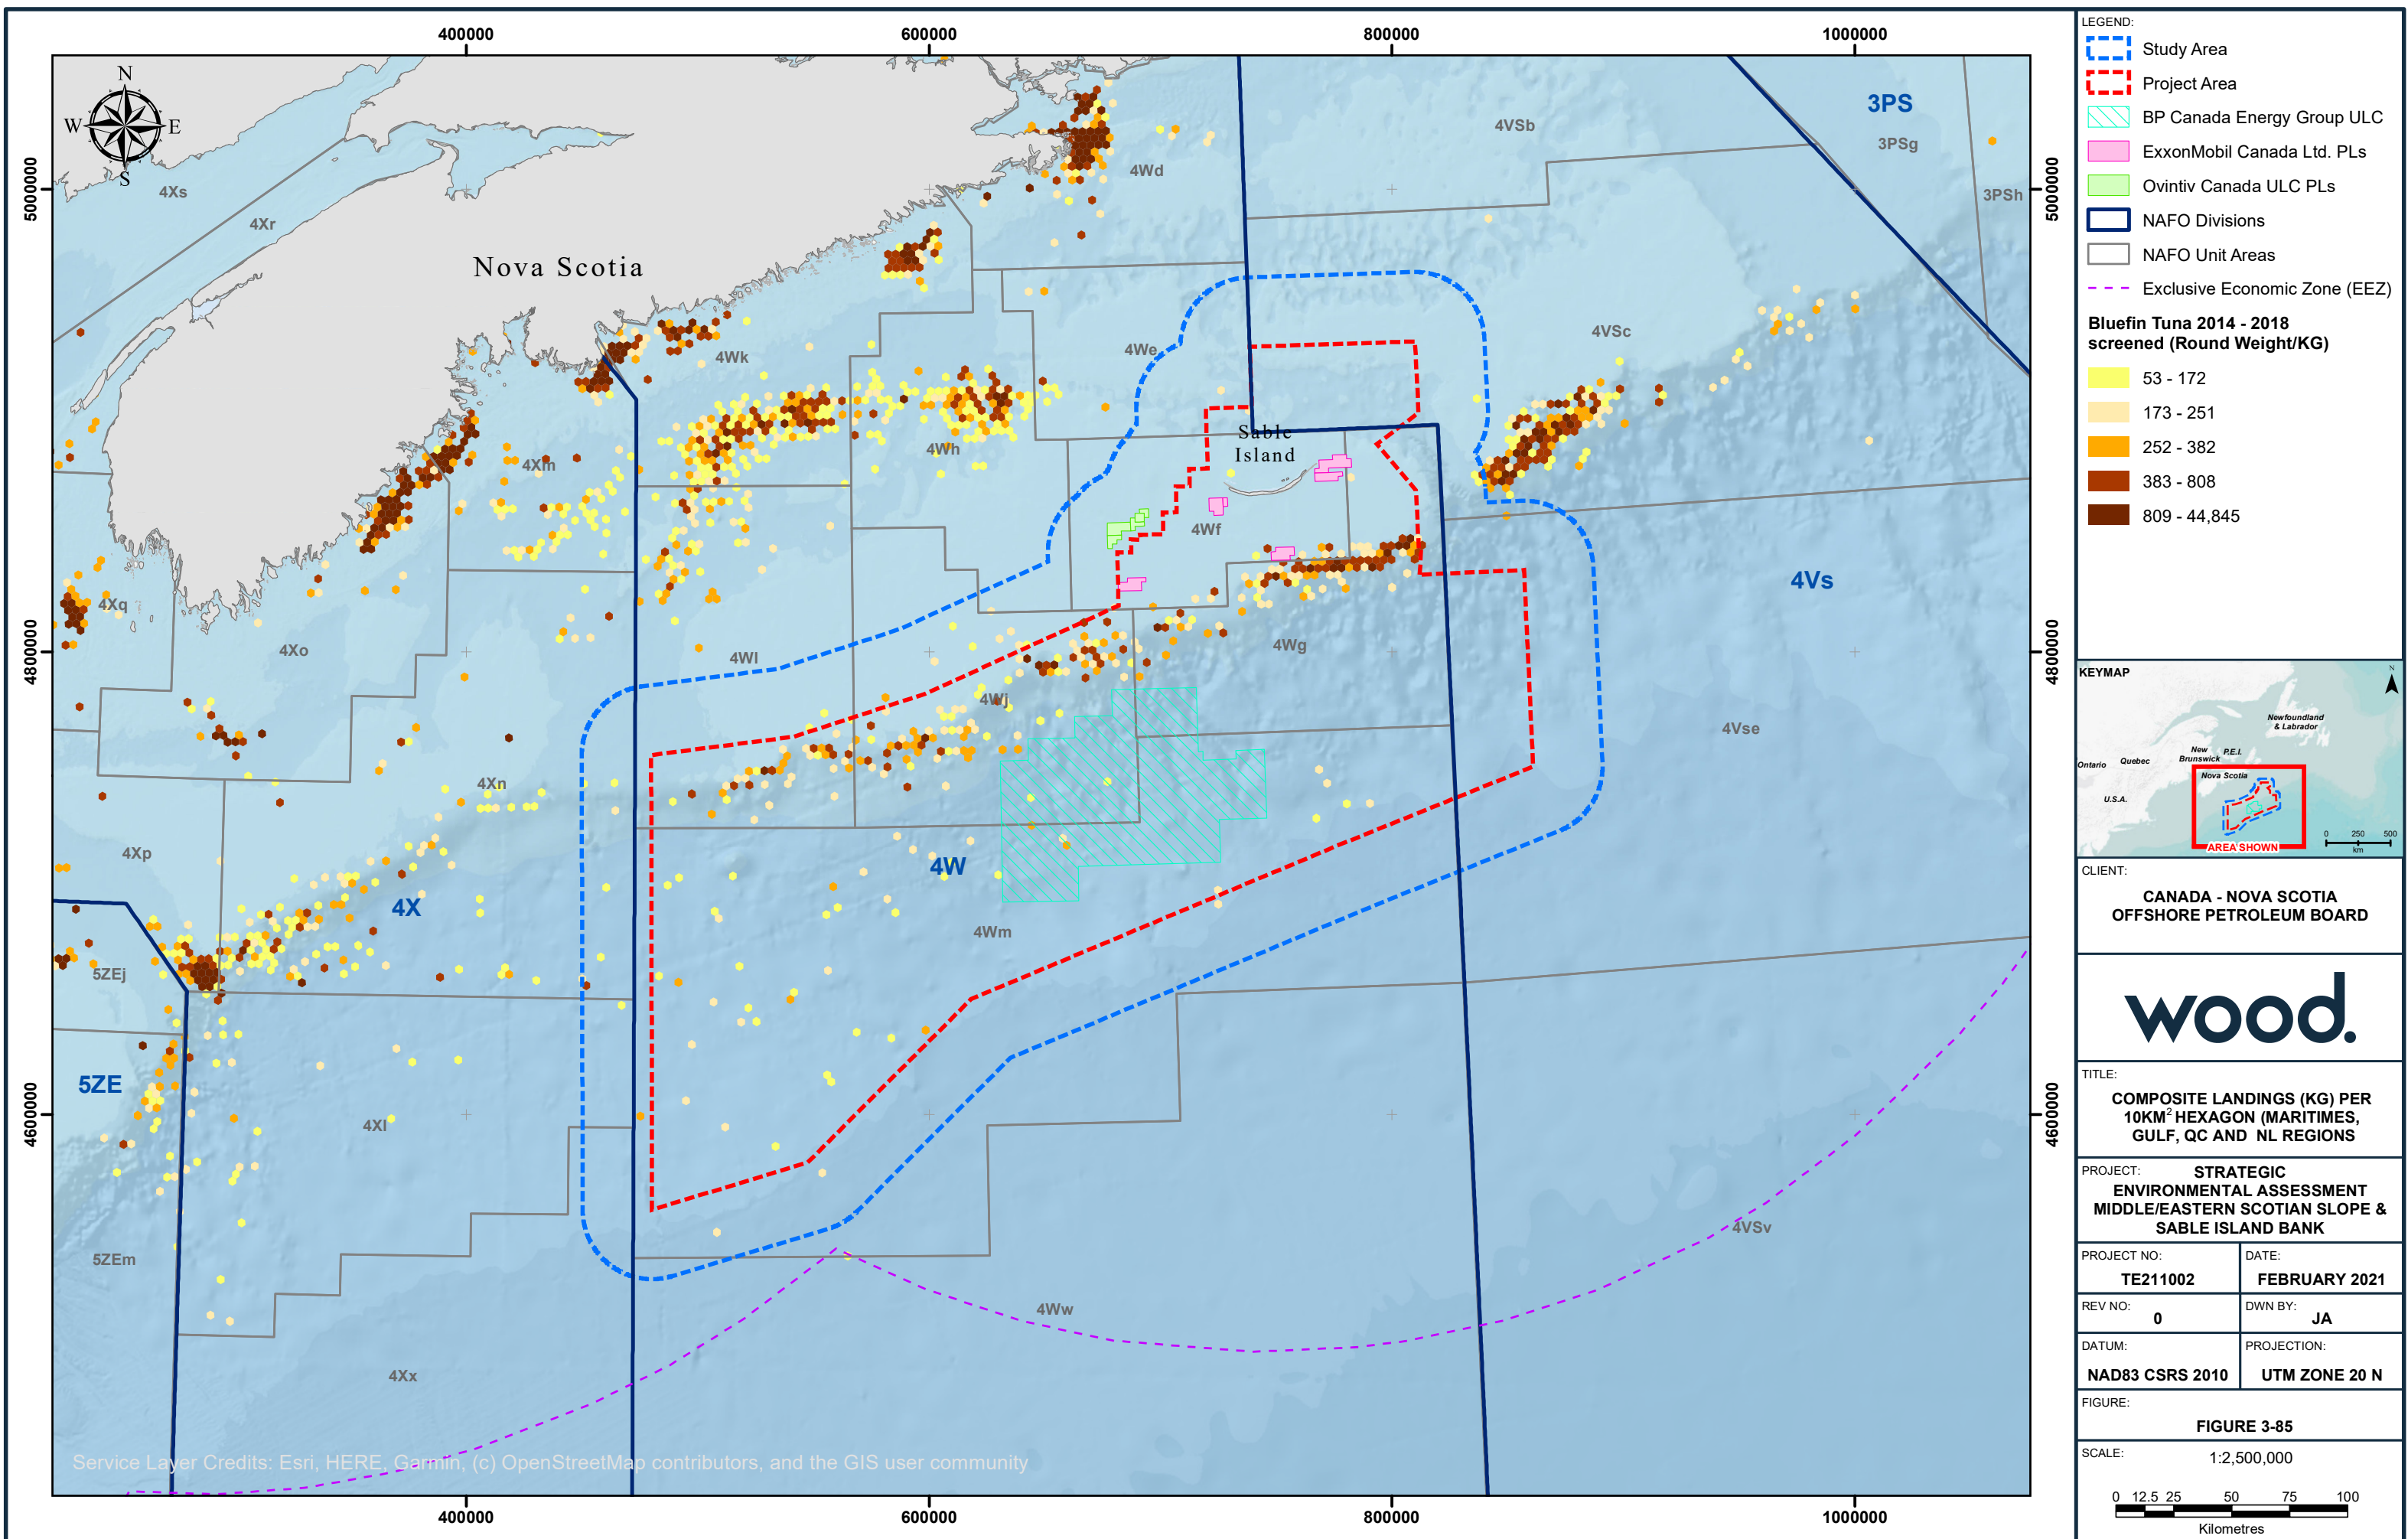 400000
600000
800000
1000000
5000000
4800000
4600000
5000000
4800000
4600000
400000
600000
800000
1000000
N
W
E
S
Nova Scotia
Sable
Island
4Xs
4Xr
4Wd
4VSb
3PS
3PSg
3PSh
4Wk
4We
4VSc
4Xm
4Wh
4Wf
4Vs
4Xq
4Xo
4Wl
4Wg
4Wj
4Vse
4Xn
4Xp
4W
4X
4Wm
5ZEj
5ZE
4Xl
5ZEm
4VSv
4Ww
4Xx
Service Layer Credits: Esri, HERE, Garmin, (c) OpenStreetMap contributors, and the GIS user community
LEGEND:
Study Area
Project Area
BP Canada Energy Group ULC
ExxonMobil Canada Ltd. PLs
Ovintiv Canada ULC PLs
NAFO Divisions
NAFO Unit Areas
Exclusive Economic Zone (EEZ)
Bluefin Tuna 2014 - 2018
screened (Round Weight/KG)
53 - 172
173 - 251
252 - 382
383 - 808
809 - 44,845
KEYMAP
N
Newfoundland
& Labrador
New
Brunswick
P.E.I.
Quebec
Ontario
Nova Scotia
U.S.A.
AREA SHOWN
0 250 500
km
CLIENT:
CANADA - NOVA SCOTIA
OFFSHORE PETROLEUM BOARD
wood.
TITLE:
COMPOSITE LANDINGS (KG) PER
10KM² HEXAGON (MARITIMES,
GULF, QC AND NL REGIONS
PROJECT:
STRATEGIC
ENVIRONMENTAL ASSESSMENT
MIDDLE/EASTERN SCOTIAN SLOPE &
SABLE ISLAND BANK
PROJECT NO:
TE211002
DATE:
FEBRUARY 2021
REV NO:
0
DWN BY:
JA
DATUM:
NAD83 CSRS 2010
PROJECTION:
UTM ZONE 20 N
FIGURE:
FIGURE 3-85
SCALE:
1:2,500,000
0 12.5 25 50 75 100
Kilometres